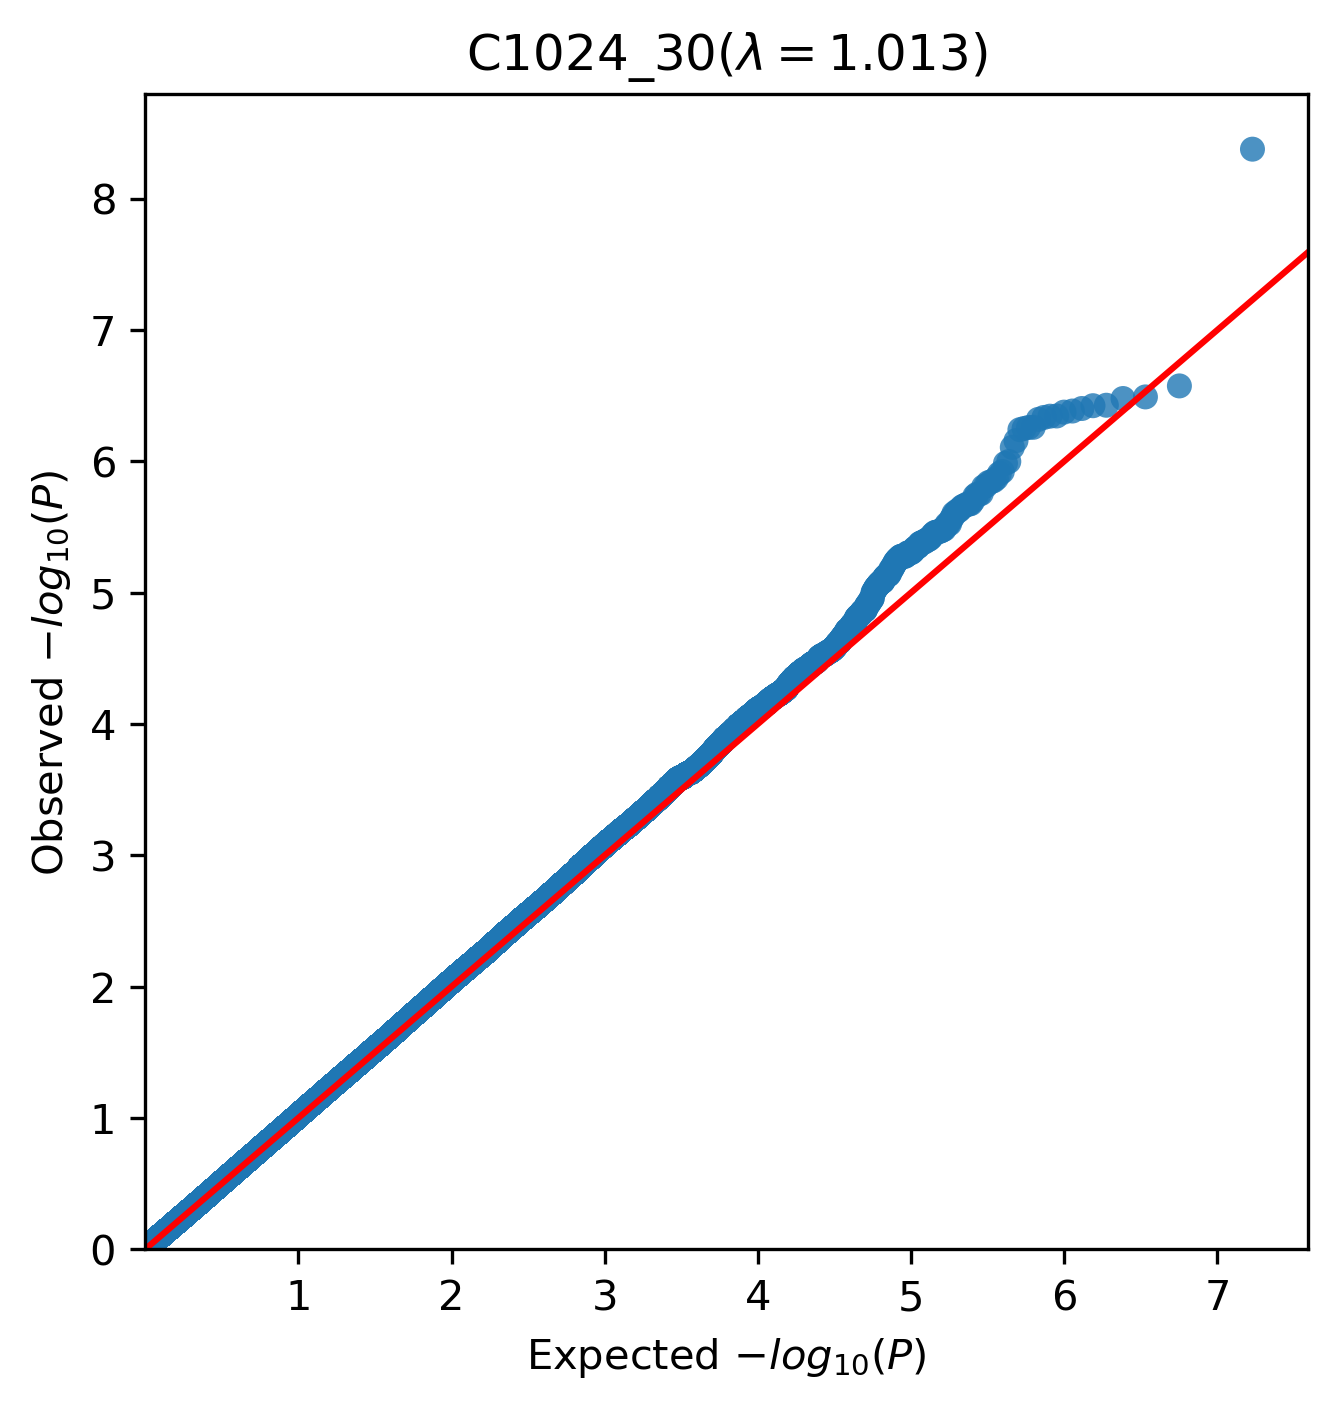 C1024_30(λ = 1.013)
8
7
6
5
4
3
2
1
0
Observed −log10(P)
1 2 3 4 5 6 7
Expected −log10(P)